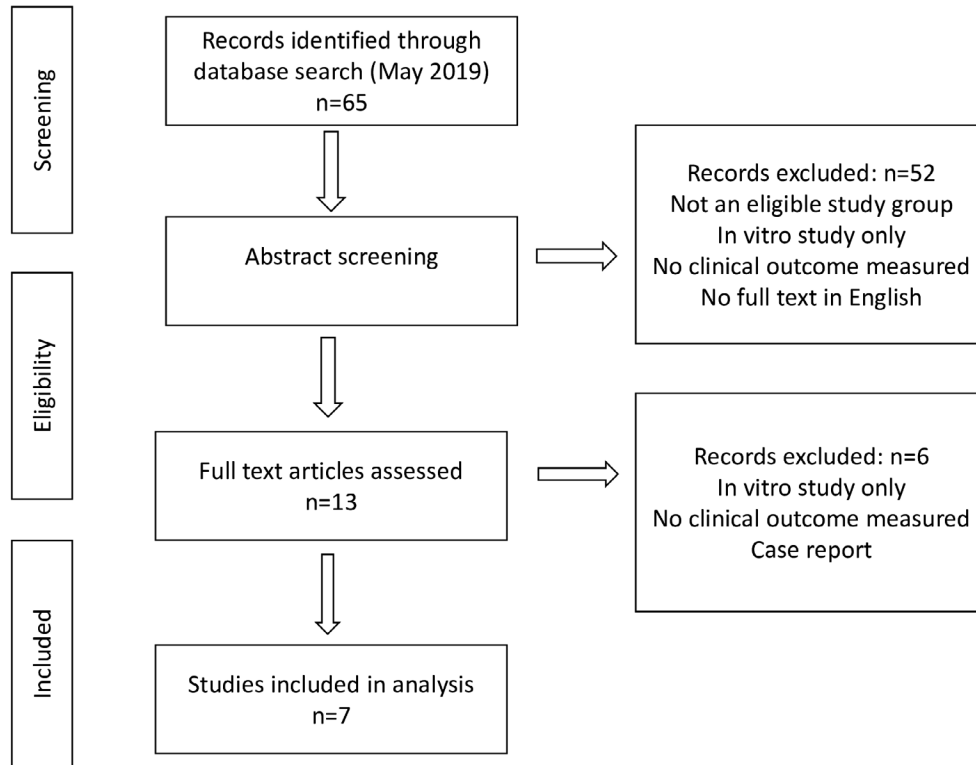 Screening
Records identified through
database search (May 2019)
n=65
Abstract screening
Records excluded: n=52
Not an eligible study group
In vitro study only
No clinical outcome measured
No full text in English
Eligibility
Full text articles assessed
n=13
Records excluded: n=6
In vitro study only
No clinical outcome measured
Case report
Included
Studies included in analysis
n=7